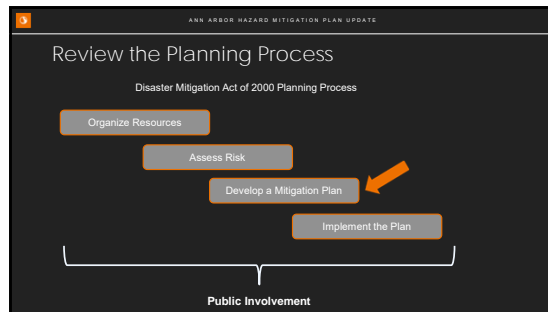 ANN ARBOR HAZARD MITIGATION PLAN UPDATE
Review the Planning Process
Disaster Mitigation Act of 2000 Planning Process
Organize Resources
Assess Risk
Develop a Mitigation Plan
Implement the Plan
Public Involvement